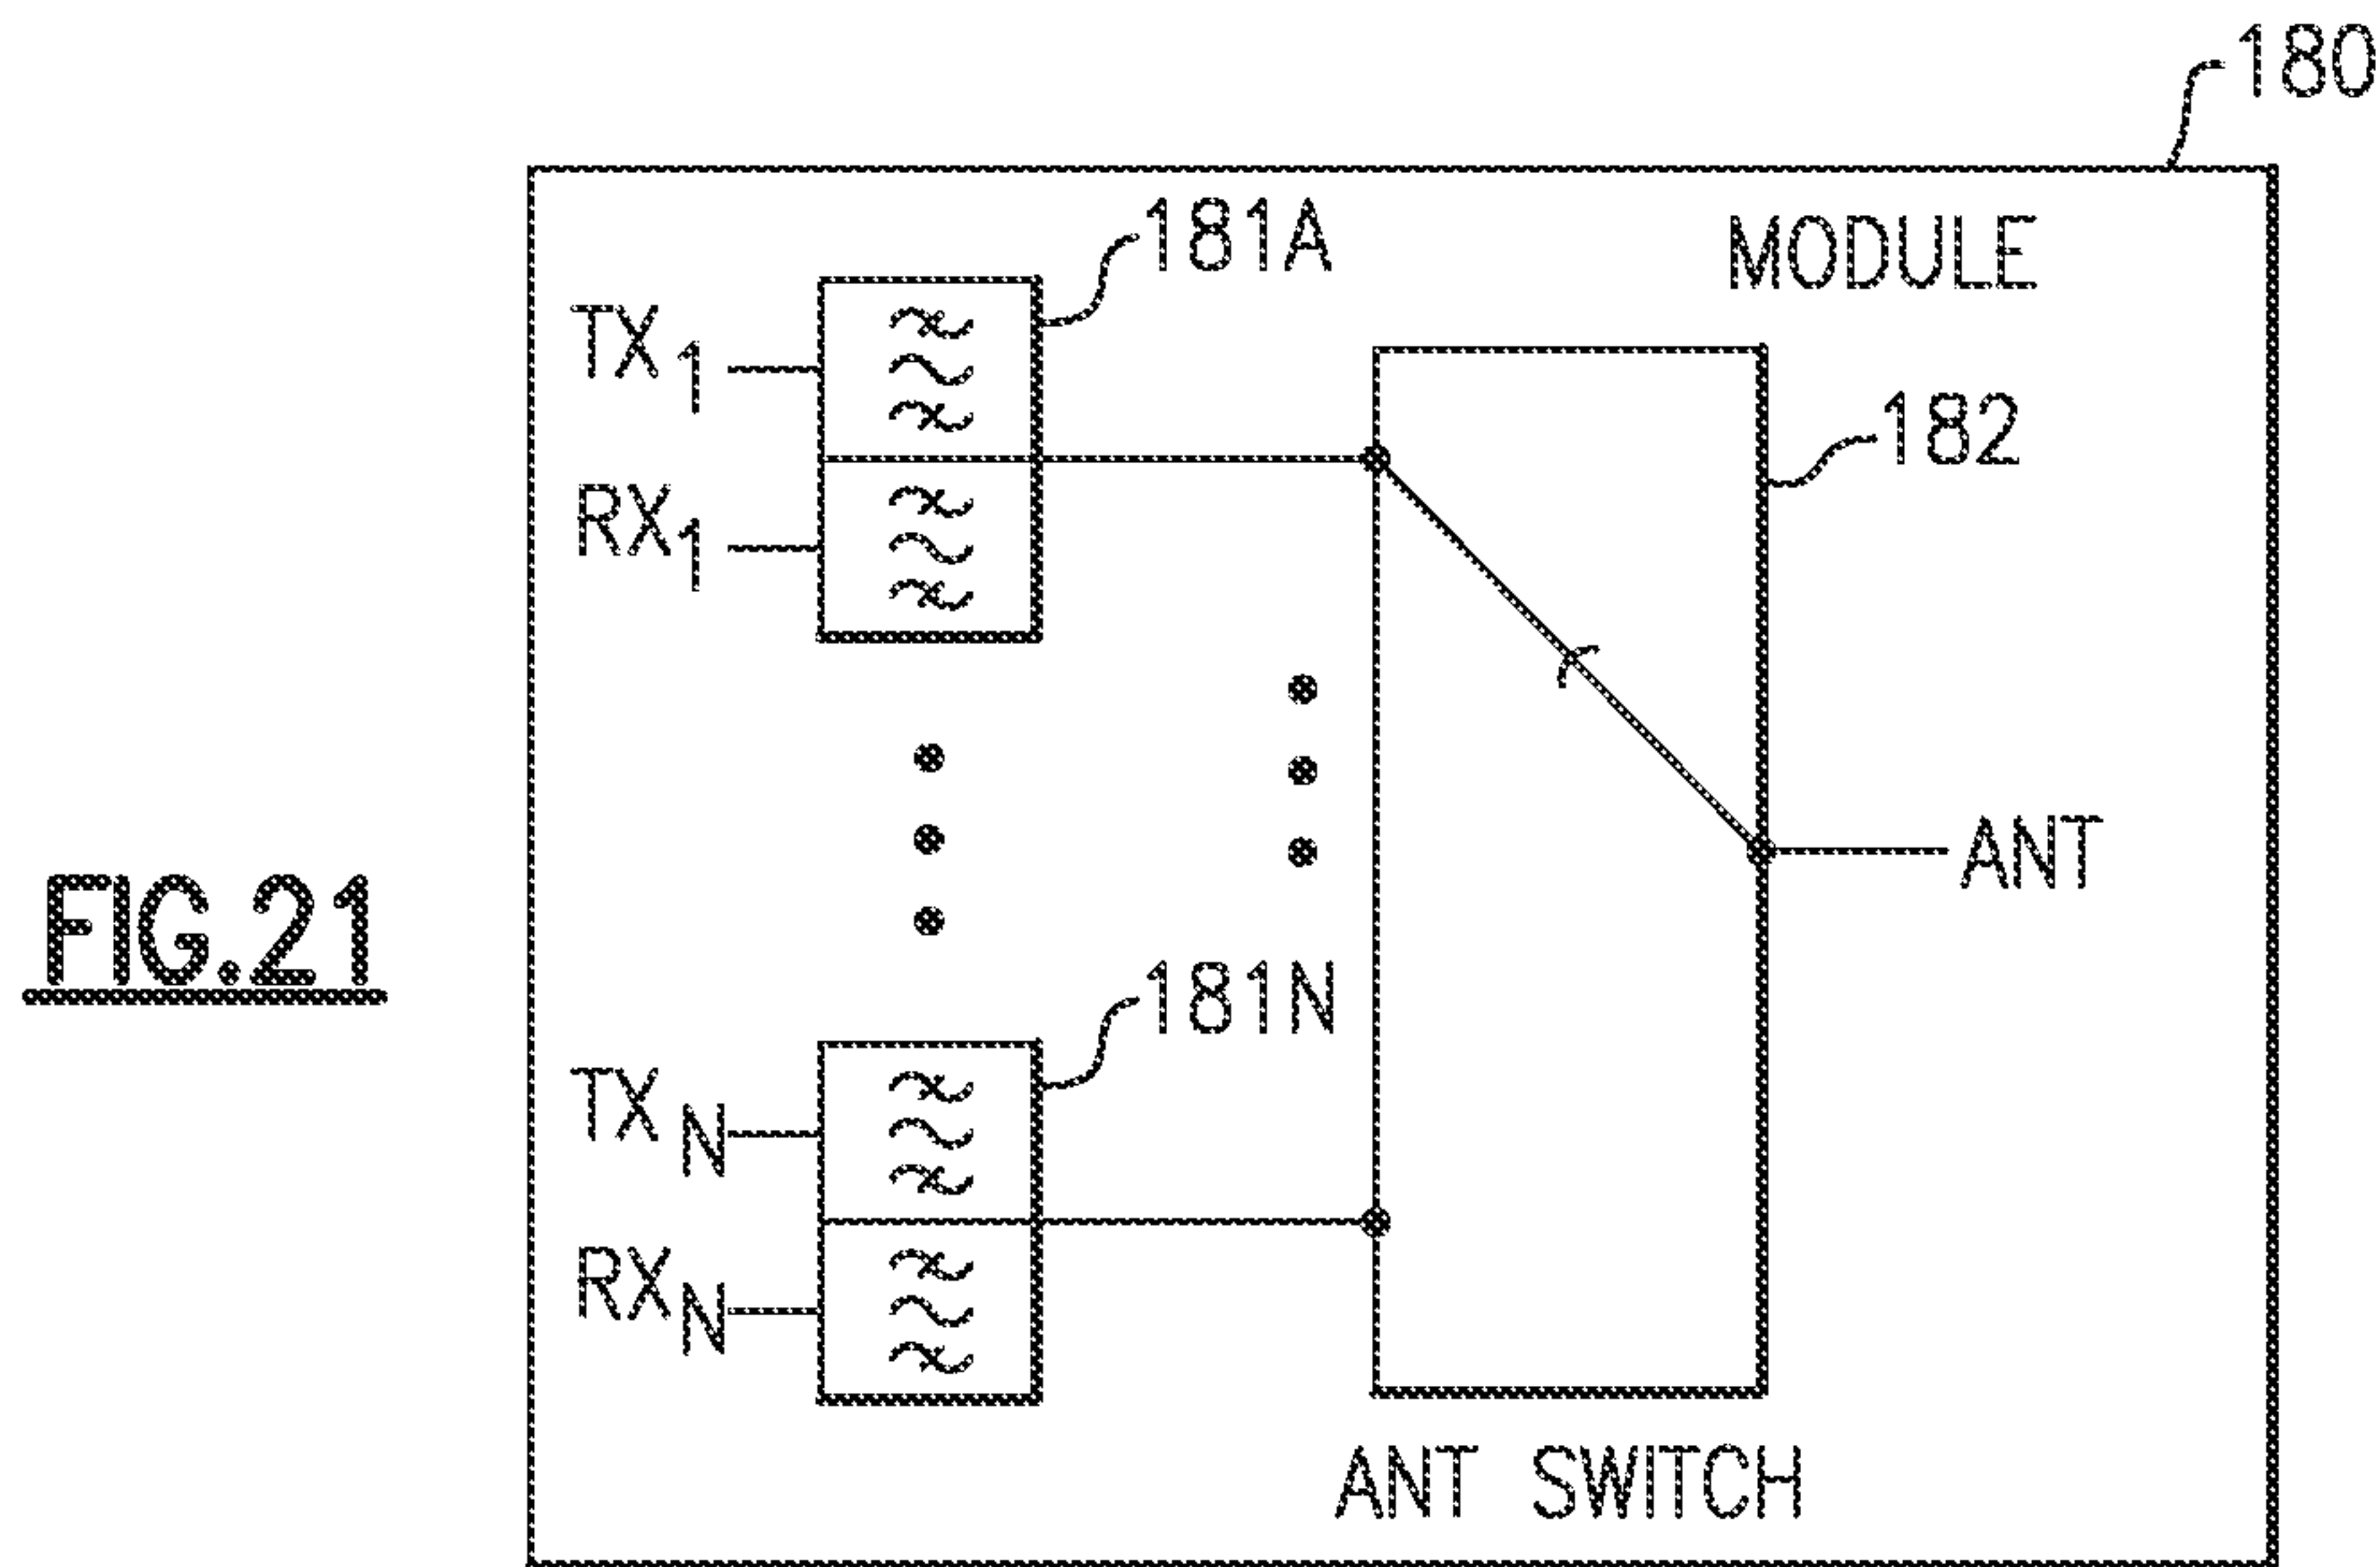 180
181A
MODULE
TX1
182
RX1
ANT
FIG.21
181N
TXN
RXN
ANT SWITCH